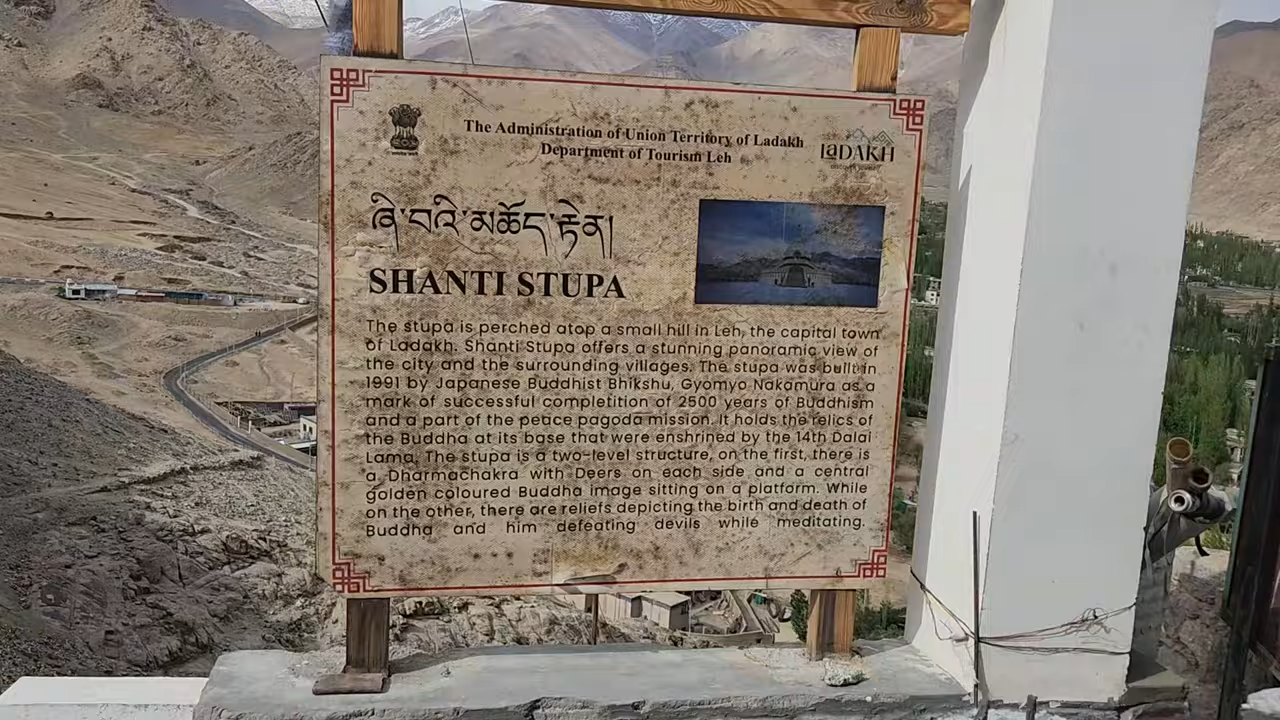 The Administration of Union Territory of Ladakh
Department of Tourism Leh
LaDAKH
ཞི་བའི་མཆོད་རྟེན།
SHANTI STUPA
The stupa is perched atop a small hill in Leh, the capital town
of Ladakh. Shanti Stupa offers a stunning panoramic view of
the city and the surrounding villages. The stupa was built in
1991 by Japanese Buddhist Bhikshu, Gyomyo Nakamura as a
mark of successful completion of 2500 years of Buddhism
and a part of the peace pagoda mission. It holds the relics of
the Buddha at its base that were enshrined by the 14th Dalai
Lama. The stupa is a two-level structure, on the first, there is
a Dharmachakra with Deers on each side and a central
golden coloured Buddha image sitting on a platform. While
on the other, there are reliefs depicting the birth and death of
Buddha and him defeating devils while meditating.